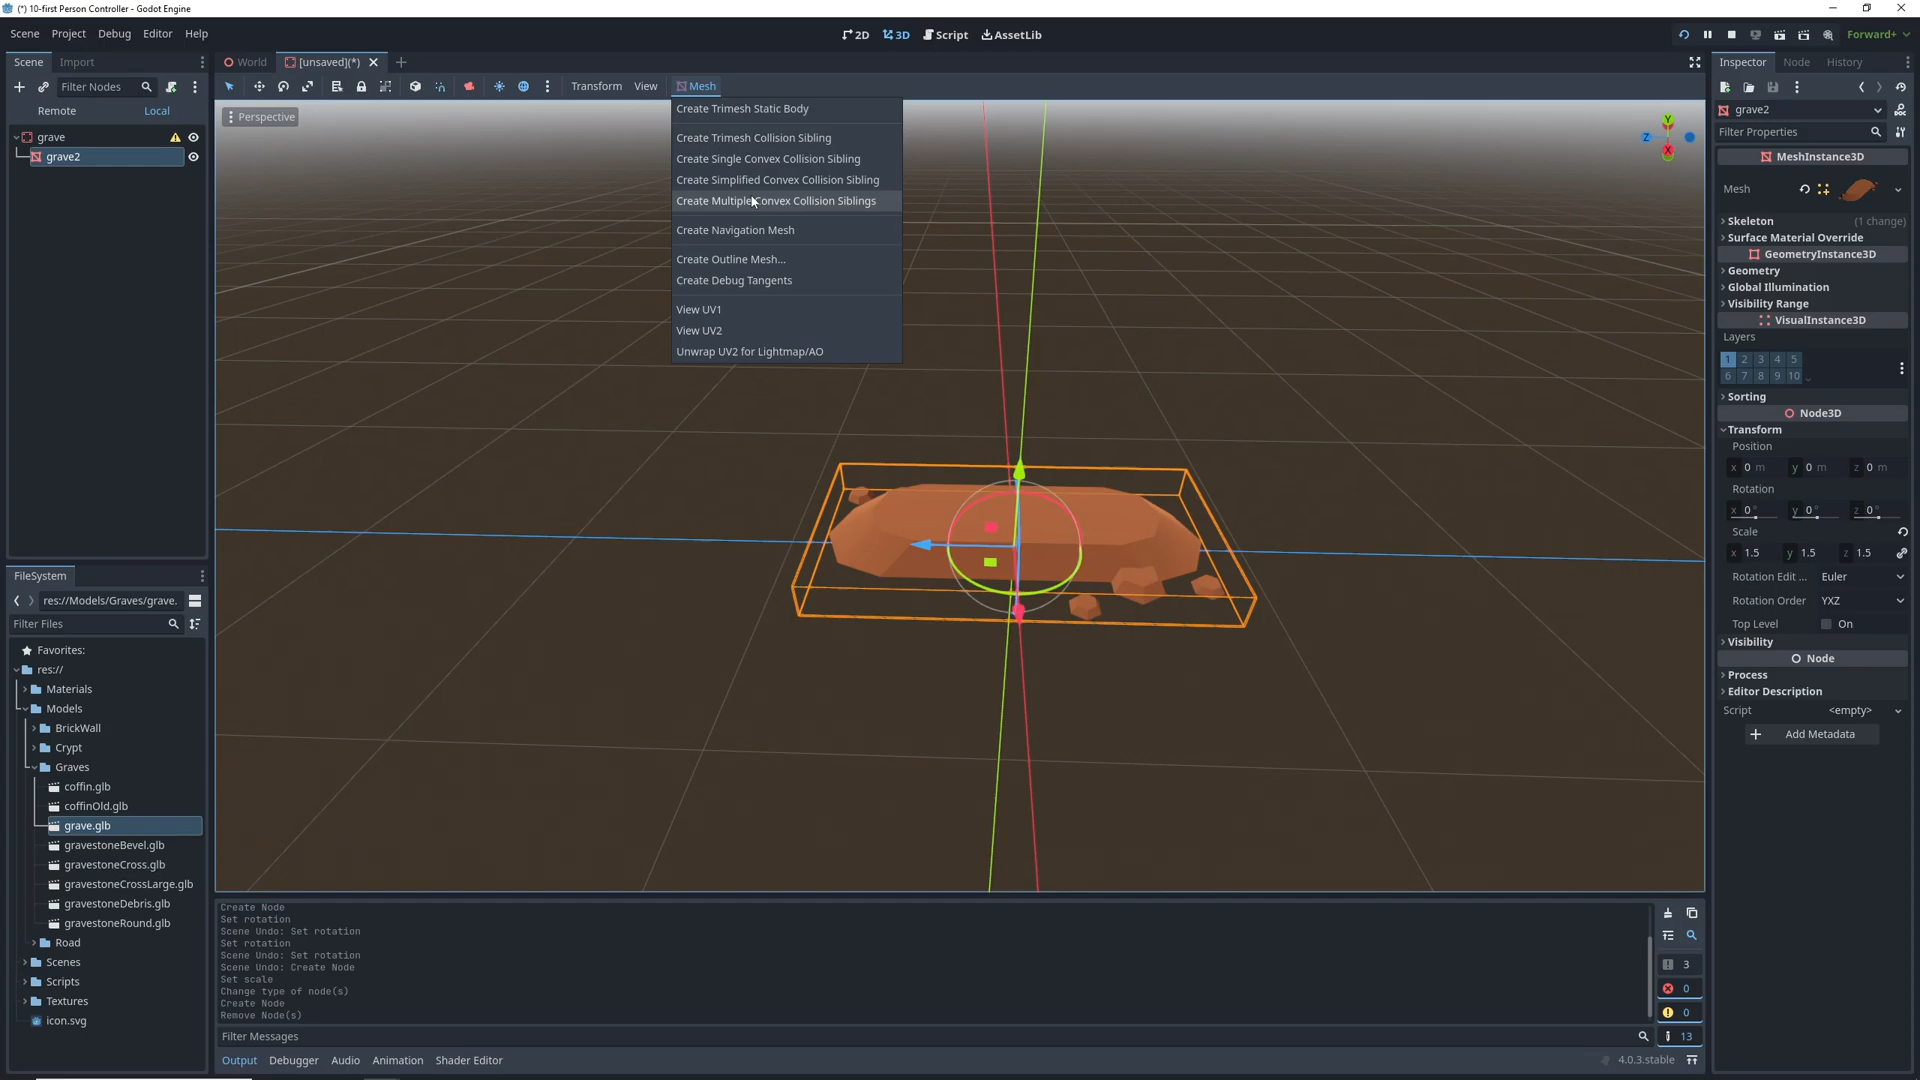 (*) 10-first Person Controller - Godot Engine
Scene Project Debug Editor Help
2D 3D Script AssetLib
Forward+
Scene Import
World [unsaved](*)
Inspector Node History
Filter Nodes
Transform View Mesh
Remote Local
grave
grave2
Perspective
Create Trimesh Static Body
Create Trimesh Collision Sibling
Create Single Convex Collision Sibling
Create Simplified Convex Collision Sibling
Create Multiple Convex Collision Siblings
Create Navigation Mesh
Create Outline Mesh...
Create Debug Tangents
View UV1
View UV2
Unwrap UV2 for Lightmap/AO
Y
Z
X
grave2
Filter Properties
MeshInstance3D
Mesh
Skeleton (1 change)
Surface Material Override
GeometryInstance3D
Geometry
Global Illumination
Visibility Range
VisualInstance3D
Layers
1 2 3 4 5
6 7 8 9 10
Sorting
Node3D
Transform
Position
x 0 m y 0 m z 0 m
Rotation
x 0 ° y 0 ° z 0 °
Scale
x 1.5 y 1.5 z 1.5
Rotation Edit ... Euler
Rotation Order YXZ
Top Level On
Visibility
Node
Process
Editor Description
Script <empty>
Add Metadata
FileSystem
res://Models/Graves/grave.
Filter Files
Favorites:
res://
Materials
Models
BrickWall
Crypt
Graves
coffin.glb
coffinOld.glb
grave.glb
gravestoneBevel.glb
gravestoneCross.glb
gravestoneCrossLarge.glb
gravestoneDebris.glb
gravestoneRound.glb
Road
Scenes
Scripts
Textures
icon.svg
Create Node
Set rotation
Scene Undo: Set rotation
Set rotation
Scene Undo: Set rotation
Scene Undo: Create Node
Set scale
Change type of node(s)
Create Node
Remove Node(s)
3
0
0
13
Filter Messages
Output Debugger Audio Animation Shader Editor
4.0.3.stable